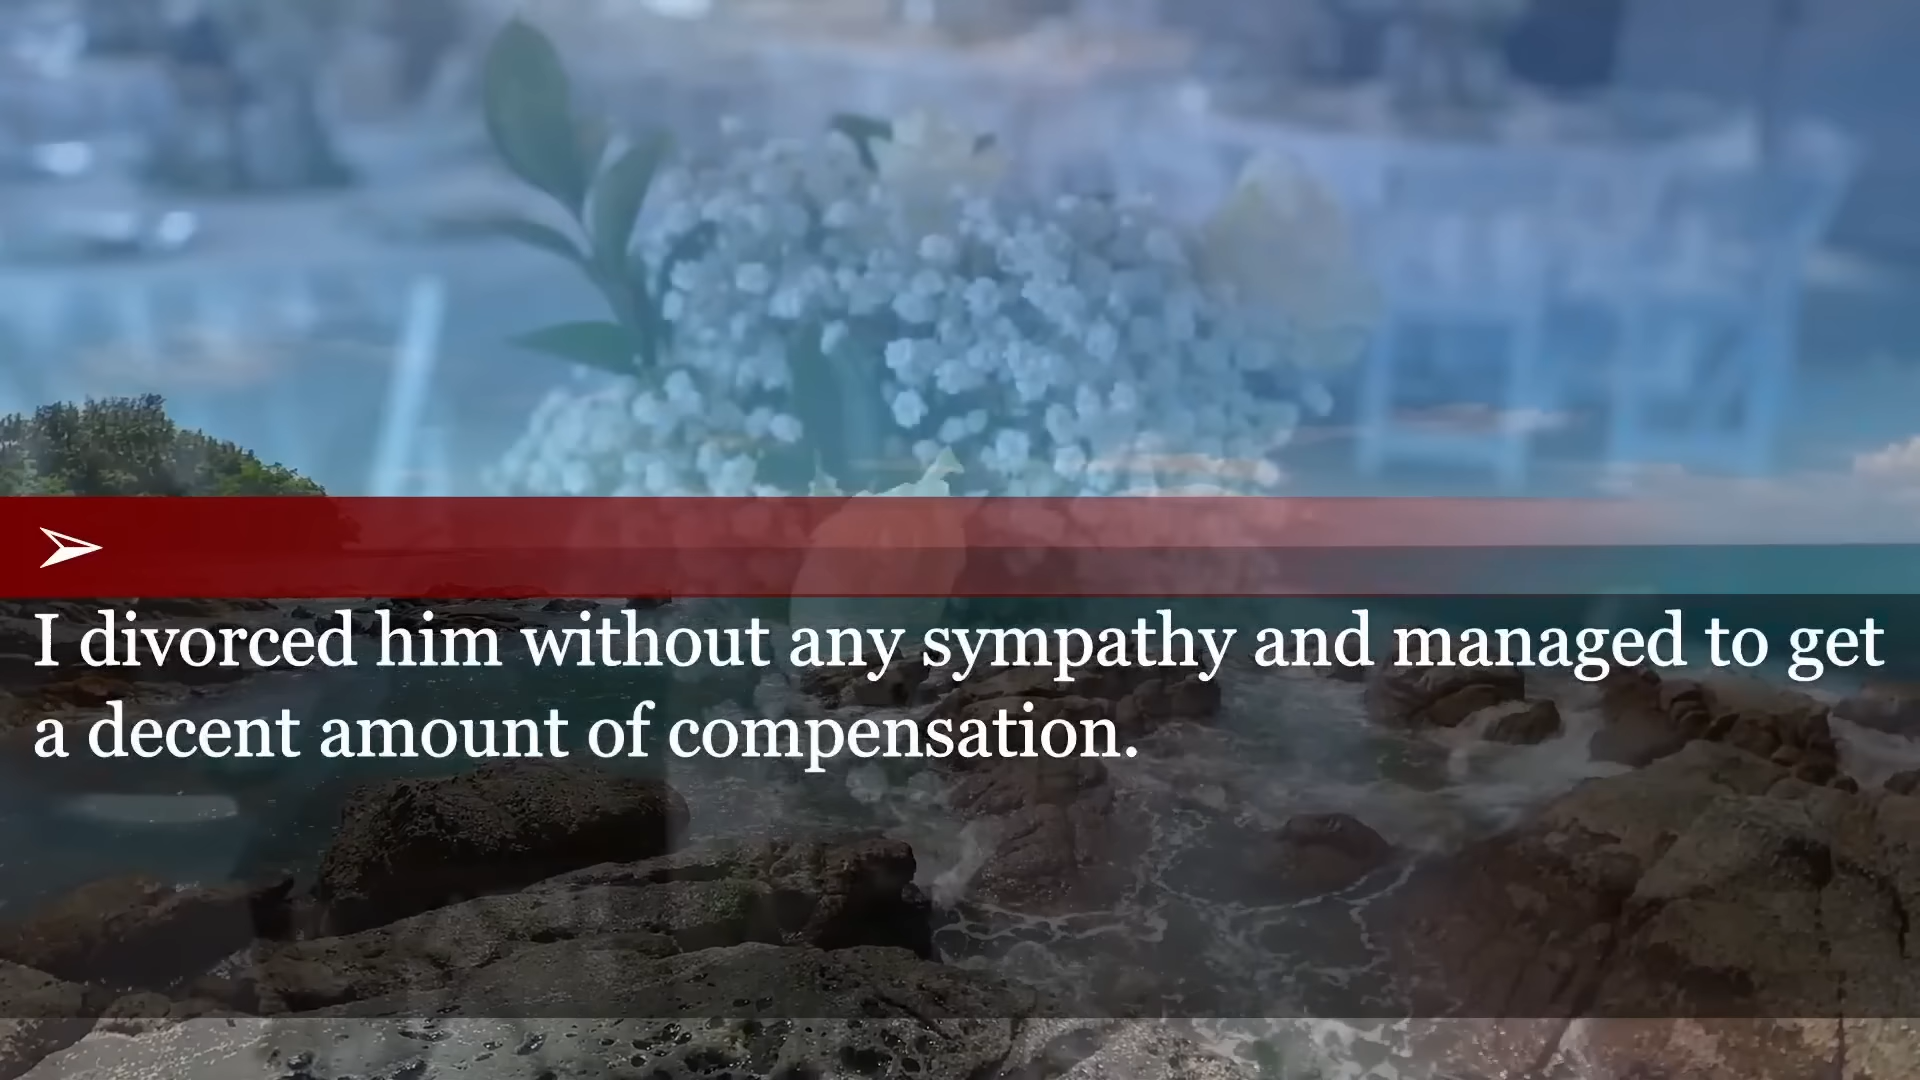 I divorced him without any sympathy and managed to get
a decent amount of compensation.